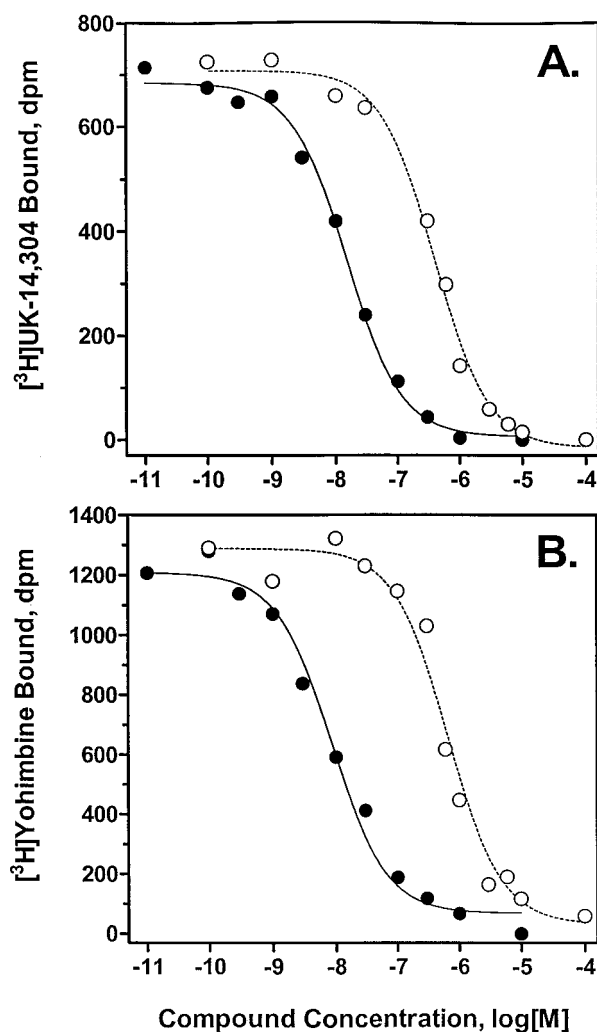 A.
[³H]UK-14,304 Bound, dpm
800
600
400
200
0
-11 -10 -9 -8 -7 -6 -5 -4
B.
[³H]Yohimbine Bound, dpm
1400
1200
1000
800
600
400
200
0
-11 -10 -9 -8 -7 -6 -5 -4
Compound Concentration, log[M]